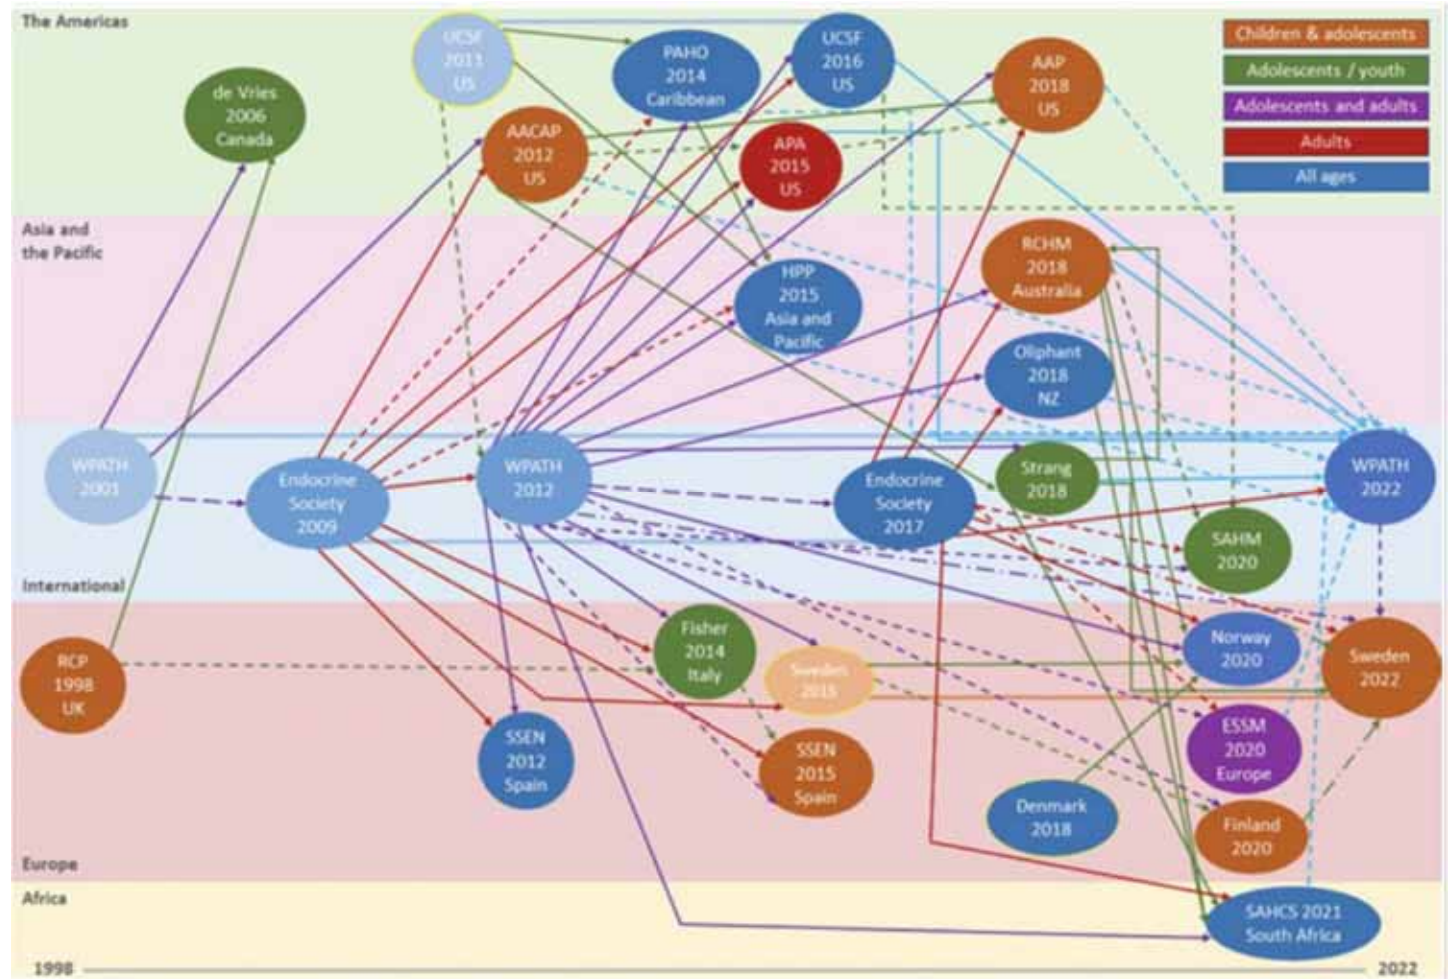 The Americas
UCSF
2011
US
PAHO
2014
Caribbean
UCSF
2016
US
AAP
2018
US
Children & adolescents
Adolescents / youth
Adolescents and adults
Adults
All ages
de Vries
2006
Canada
AACAP
2012
US
APA
2015
US
Asia and
the Pacific
RCHM
2018
Australia
HPP
2015
Asia and
Pacific
Oliphant
2018
NZ
WPATH
2001
Endocrine
Society
2009
WPATH
2012
Endocrine
Society
2017
Strang
2018
WPATH
2022
SAHM
2020
International
RCP
1998
UK
Fisher
2014
Italy
Sweden
2015
Norway
2020
Sweden
2022
SSEN
2012
Spain
SSEN
2015
Spain
ESSM
2020
Europe
Denmark
2018
Finland
2020
Europe
Africa
SAHCS 2021
South Africa
1998
2022